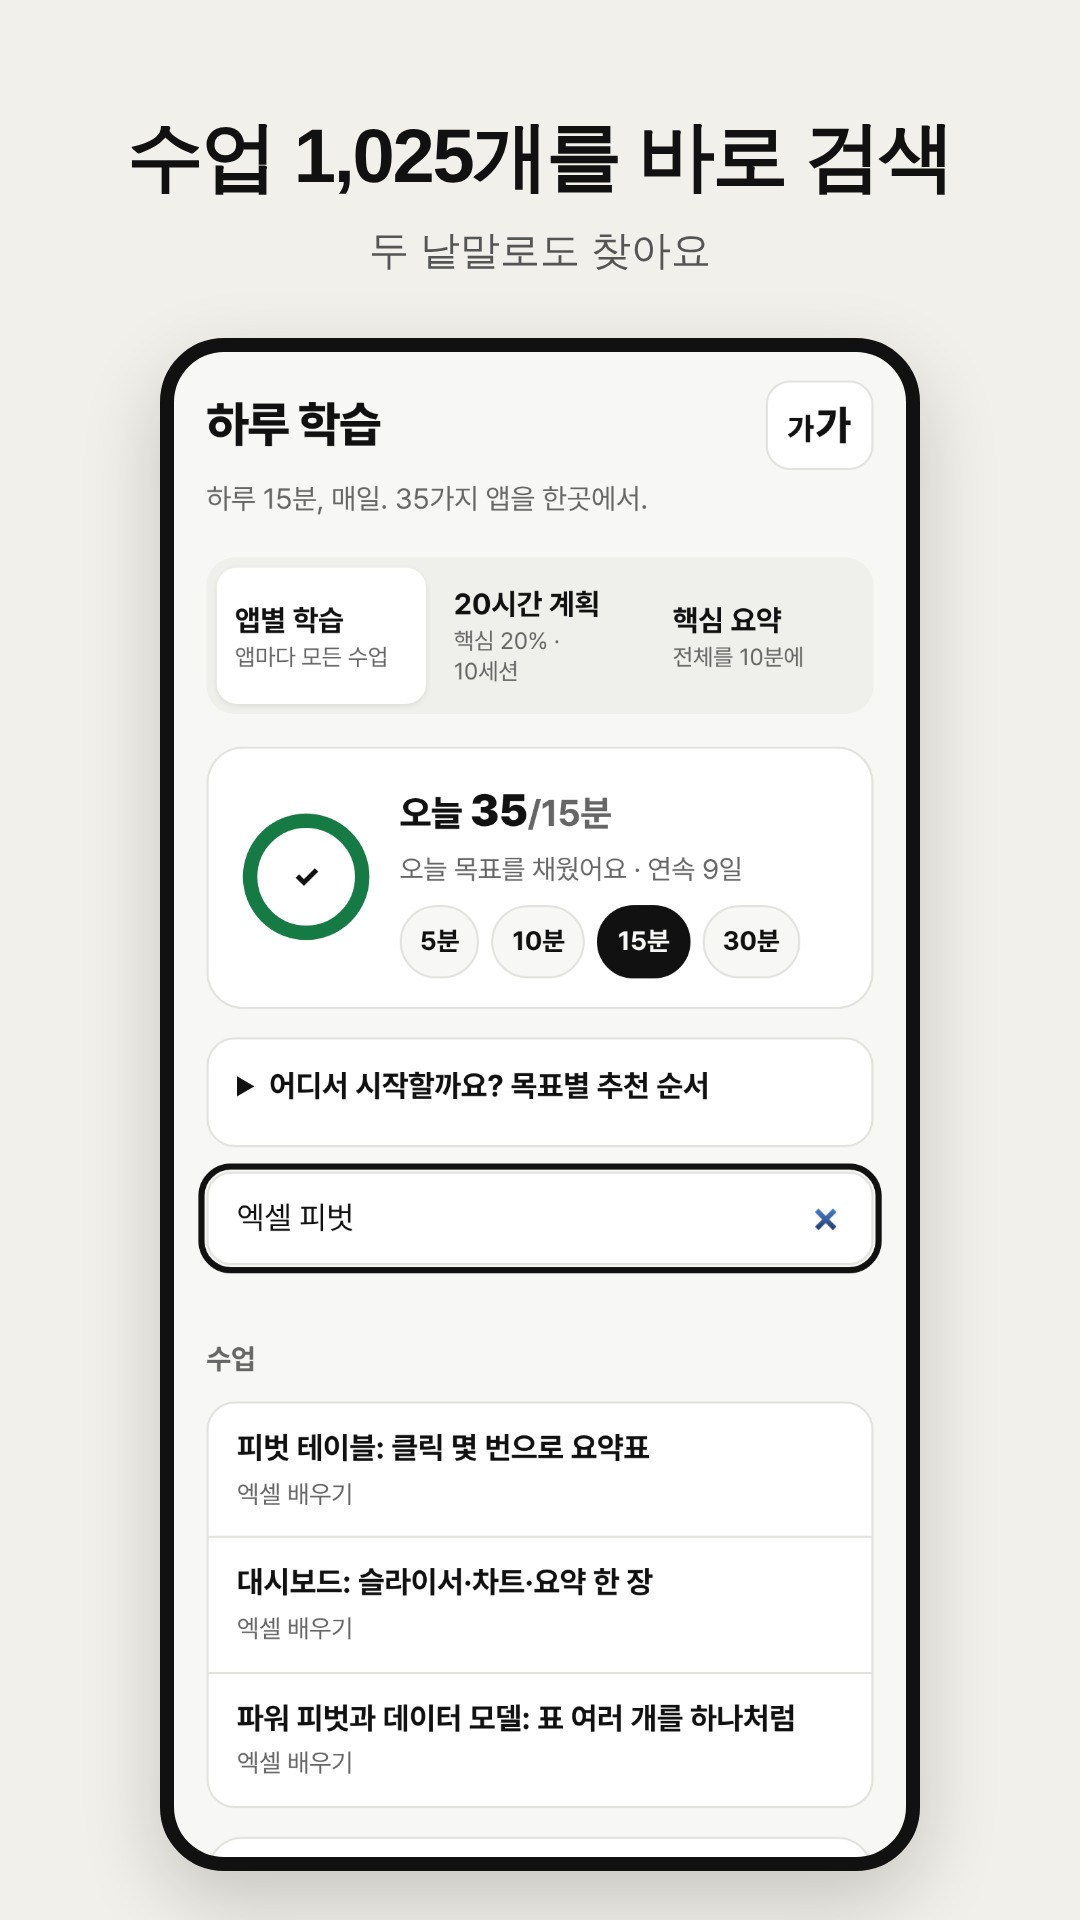 수업 1,025개를 바로 검색
두 낱말로도 찾아요
하루 학습
가가
하루 15분, 매일. 35가지 앱을 한곳에서.
앱별 학습
앱마다 모든 수업
20시간 계획
핵심 20% ·
10세션
핵심 요약
전체를 10분에
오늘 35/15분
오늘 목표를 채웠어요 · 연속 9일
5분
10분
15분
30분
어디서 시작할까요? 목표별 추천 순서
엑셀 피벗
수업
피벗 테이블: 클릭 몇 번으로 요약표
엑셀 배우기
대시보드: 슬라이서·차트·요약 한 장
엑셀 배우기
파워 피벗과 데이터 모델: 표 여러 개를 하나처럼
엑셀 배우기